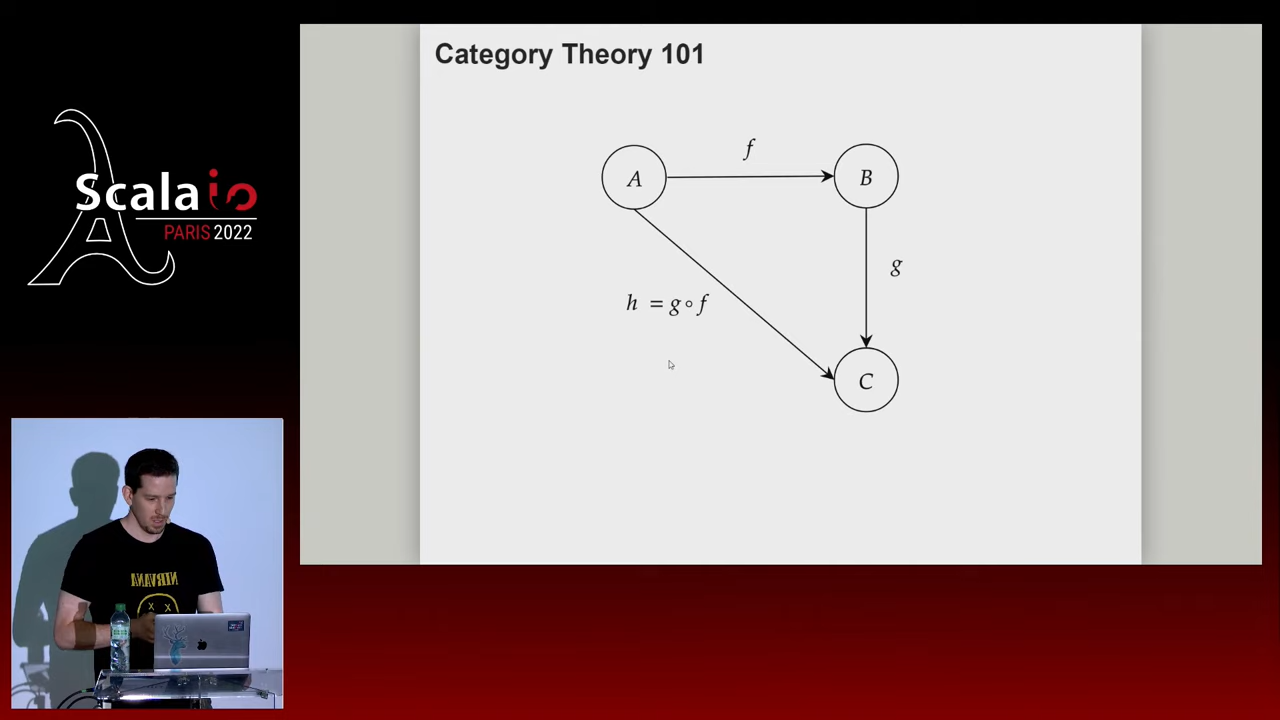 Category Theory 101
f
A
B
g
h = g∘f
C
Scala io
PARIS 2022
NIRVANA